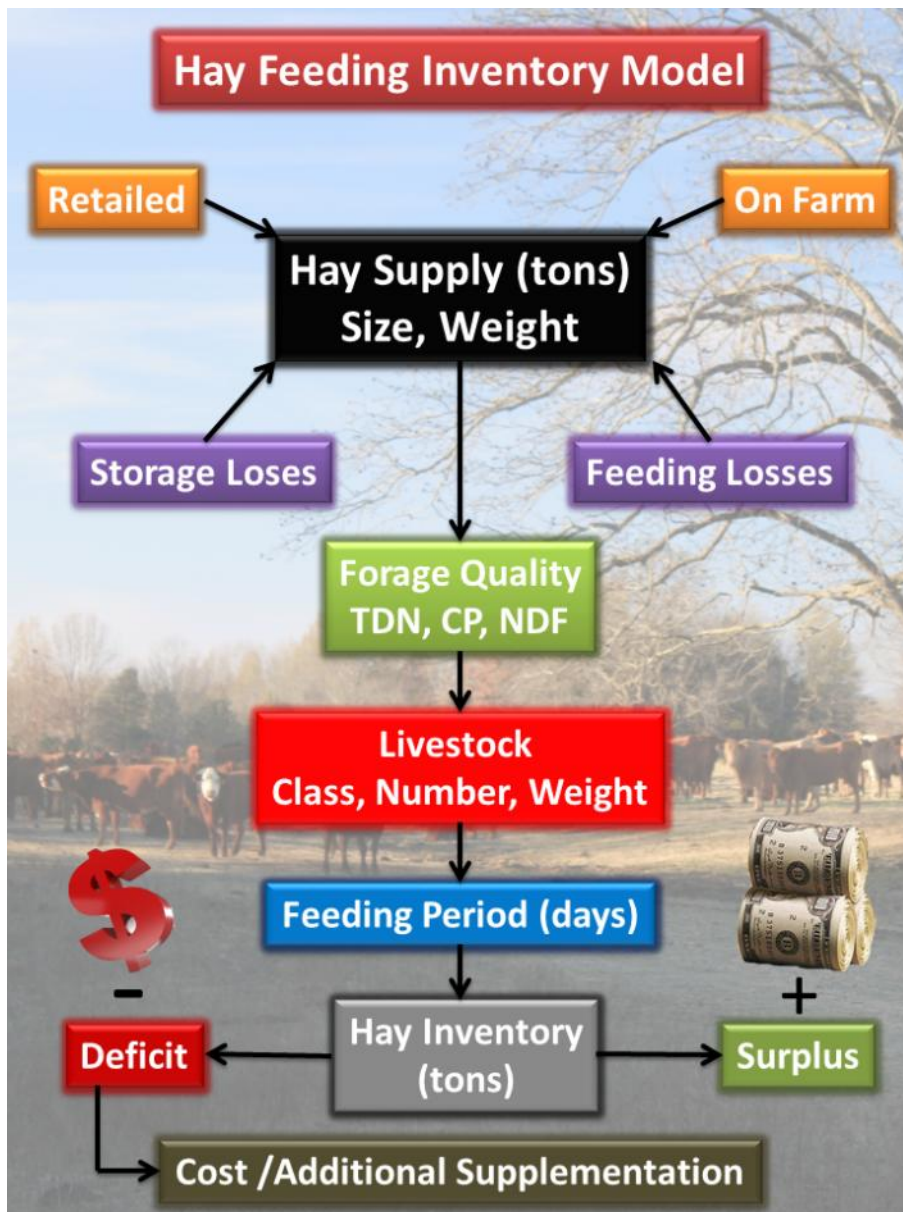 Hay Feeding Inventory Model
Retailed
On Farm
Hay Supply (tons)
Size, Weight
Storage Loses
Feeding Losses
Forage Quality
TDN, CP, NDF
Livestock
Class, Number, Weight
Feeding Period (days)
-
+
Hay Inventory
(tons)
Deficit
Surplus
Cost /Additional Supplementation